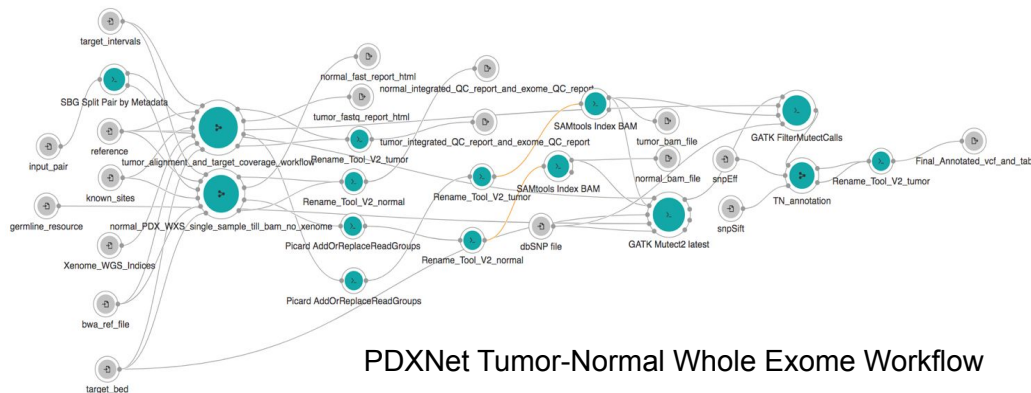 target_intervals
normal_fast_report_html
normal_integrated_QC_report_and_exome_QC_report
SBG Split Pair by Metadata
tumor_fastq_report_html
SAMtools Index BAM
GATK FilterMutectCalls
input_pair
reference
tumor_alignment_and_target_coverage_workflow
Rename_Tool_V2_tumor
tumor_integrated_QC_report_and_exome_QC_report
tumor_bam_file
snpEff
Final_Annotated_vcf_and_tab
known_sites
Rename_Tool_V2_normal
Rename_Tool_V2_tumor
SAMtools Index BAM
normal_bam_file
TN_annotation
Rename_Tool_V2_tumor
germline_resource
normal_PDX_WXS_single_sample_till_bam_no_xenome
Picard AddOrReplaceReadGroups
Rename_Tool_V2_normal
dbSNP file
GATK Mutect2 latest
snpSift
Xenome_WGS_Indices
Picard AddOrReplaceReadGroups
bwa_ref_file
target_bed
PDXNet Tumor-Normal Whole Exome Workflow